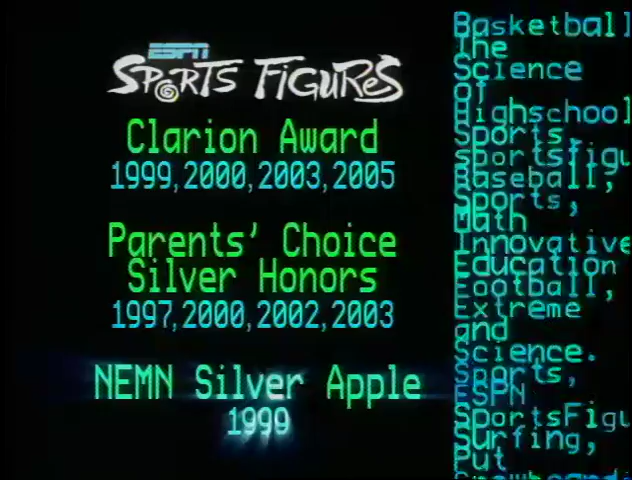 ESPN
SPORTS FIGURES
Clarion Award
1999,2000,2003,2005
Parents' Choice
Silver Honors
1997,2000,2002,2003
NEMN Silver Apple
1999
Basketball
The
Science
of
Highschool
Sports,
sportsfigu
Baseball,
Sports,
Math
Innovative
Education
Football,
Extreme
and
Science.
Sports,
ESPN
SportsFigu
Surfing,
Put